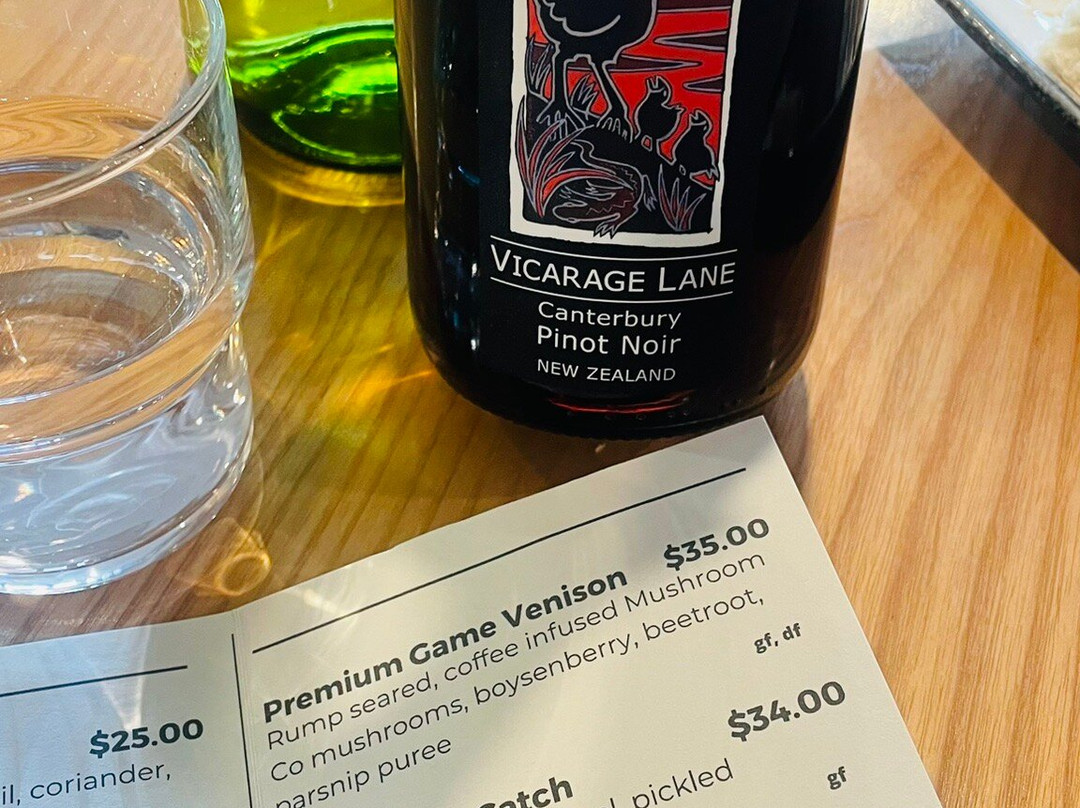 VICARAGE LANE
Canterbury
Pinot Noir
NEW ZEALAND
$25.00
il, coriander,
Premium Game Venison $35.00
Rump seared, coffee infused Mushroom
Co mushrooms, boysenberry, beetroot,
parsnip puree gf, df
Catch $34.00
pickled
gf